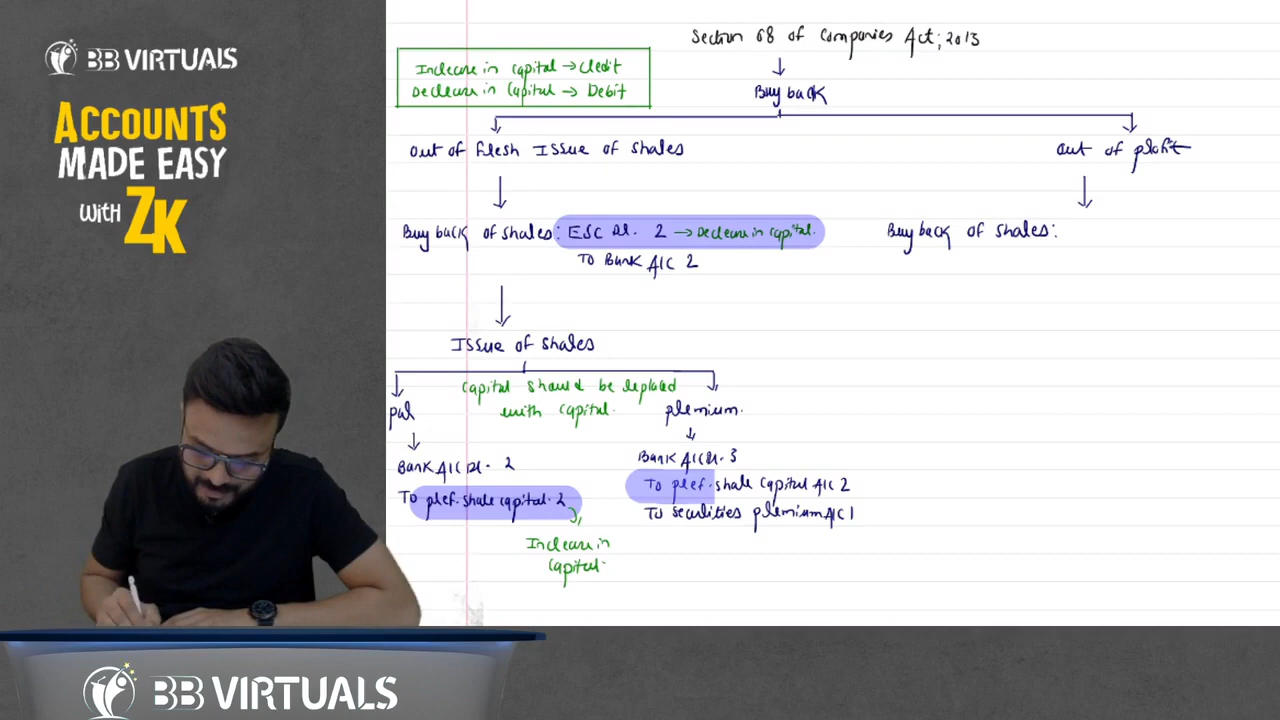 BB VIRTUALS
ACCOUNTS
MADE EASY
WITH ZK
Section 68 of Companies Act, 2013
Buy back
Increase in Capital → Credit
Decrease in Capital → Debit
Out of Fresh Issue of shares
Out of profit
Buy back of shares: ESC Dr. 2 → Decrease in capital.
To Bank A/C 2
Buy back of shares:
Issue of shares
Capital should be replaced
with capital.
par
premium.
Bank A/C Dr. 2
To pref. share capital. 2
Increase in
capital.
Bank A/C Dr. 3
To pref. share Capital A/C 2
To securities premium A/C 1
BB VIRTUALS